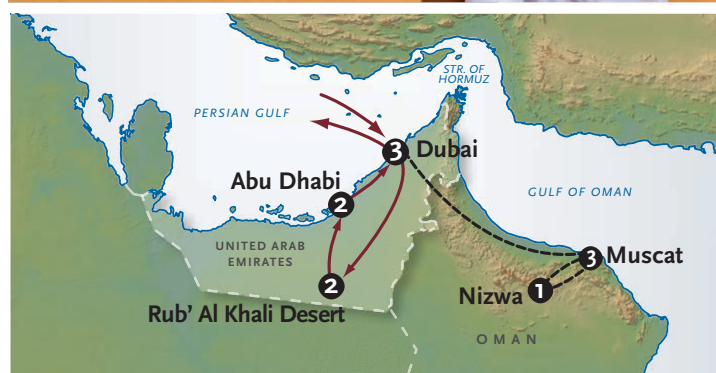 STR. OF
HORMUZ
PERSIAN GULF
3 Dubai
Abu Dhabi
2
GULF OF OMAN
UNITED ARAB
EMIRATES
3 Muscat
2
Nizwa 1
Rub' Al Khali Desert
OMAN